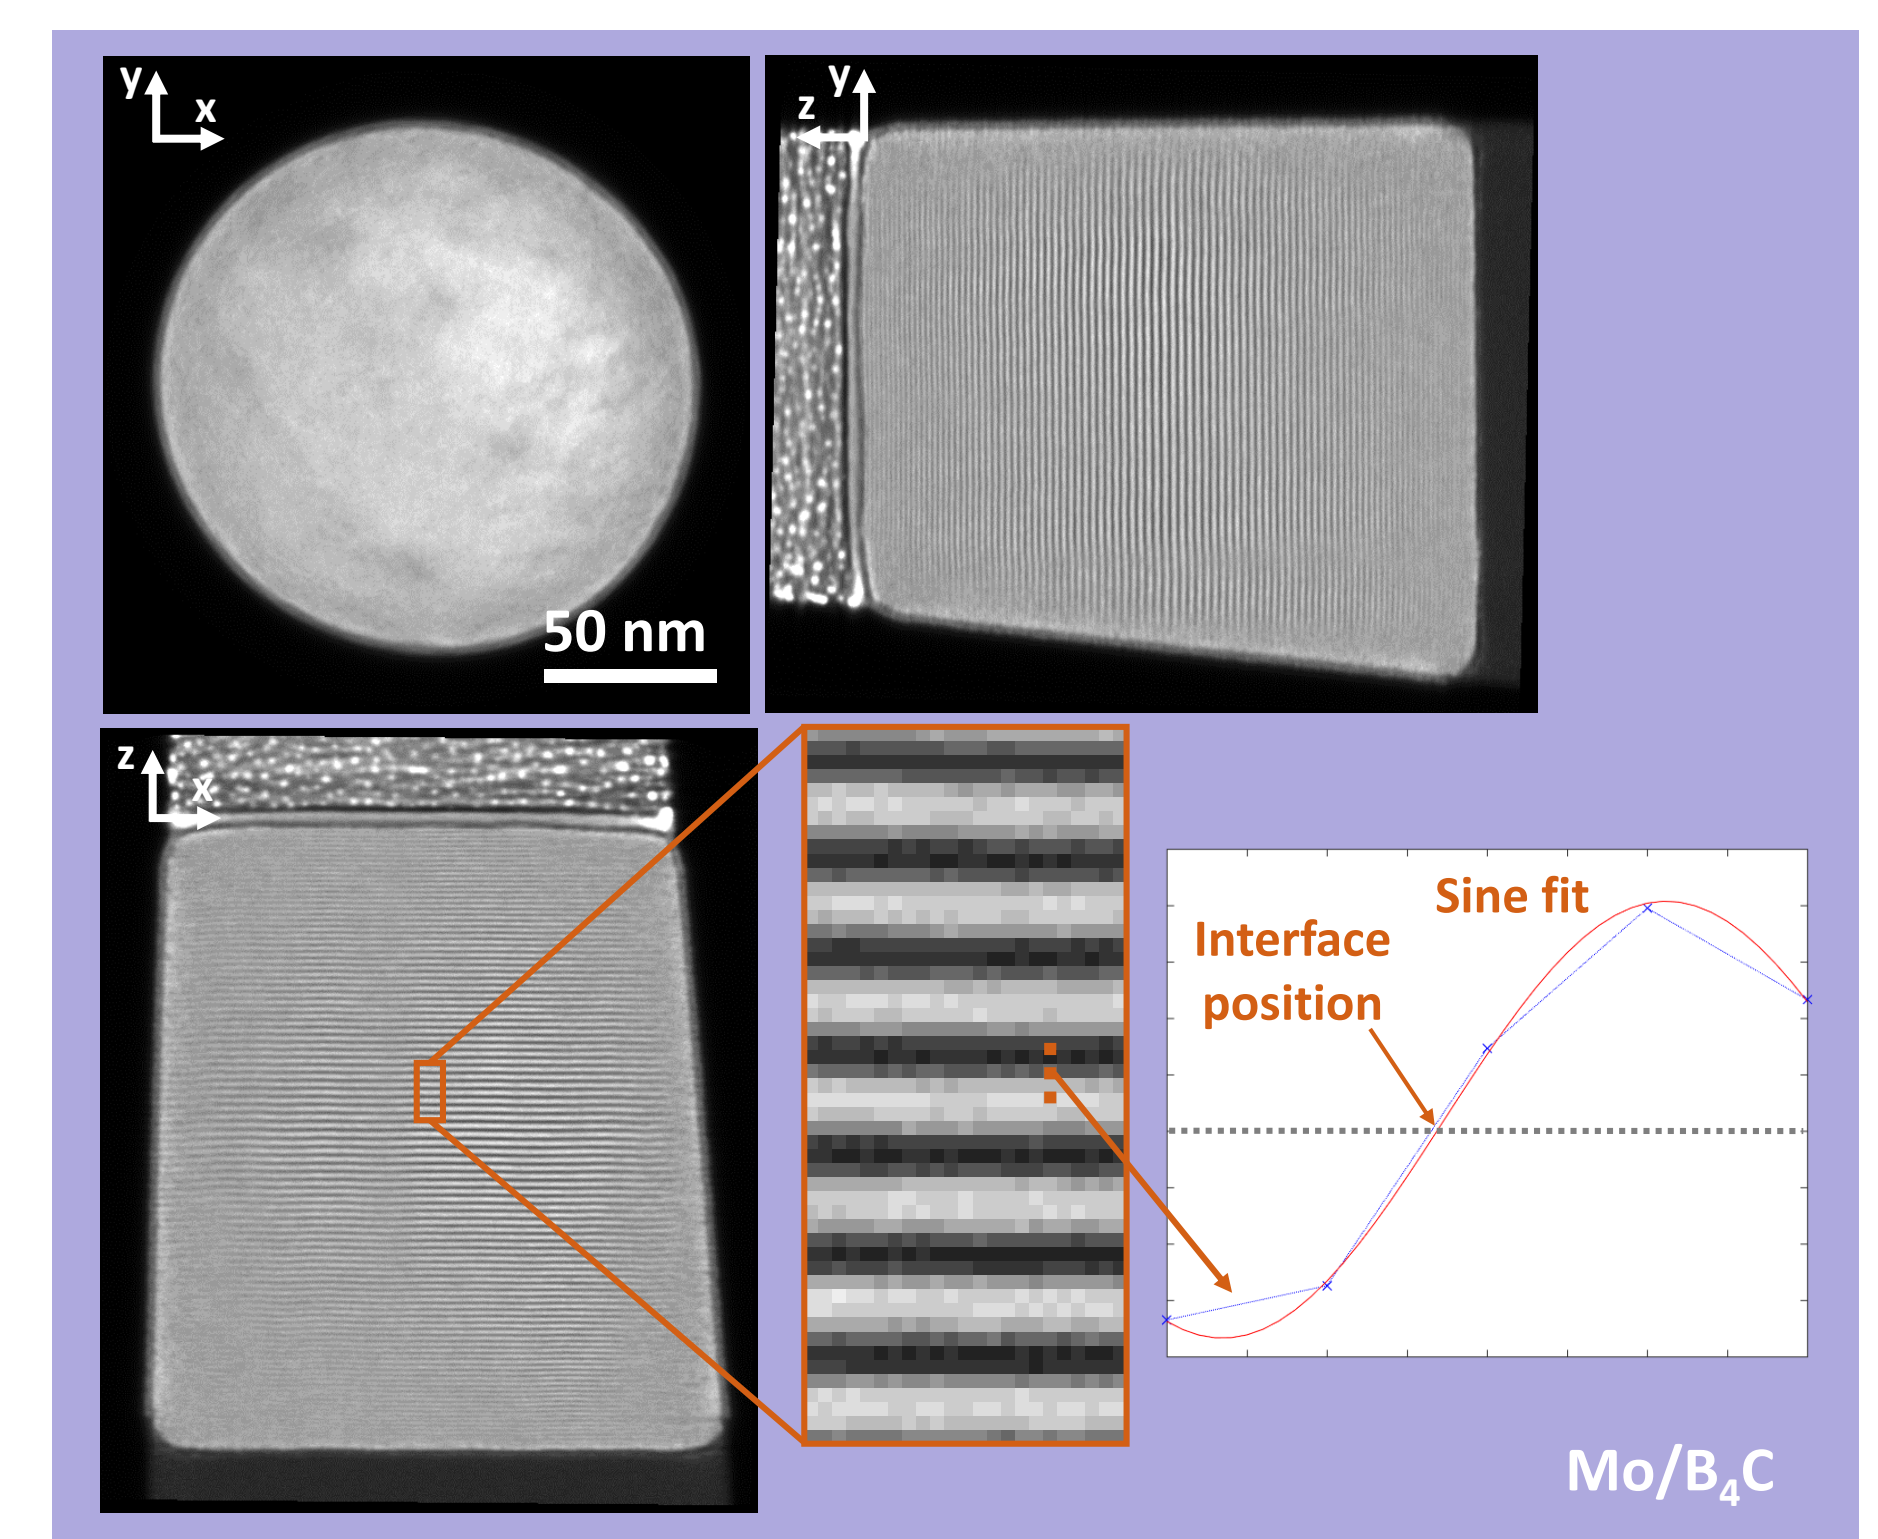 y
x
50 nm
y
z
z
x
Sine fit
Interface
position
Mo/B₄C